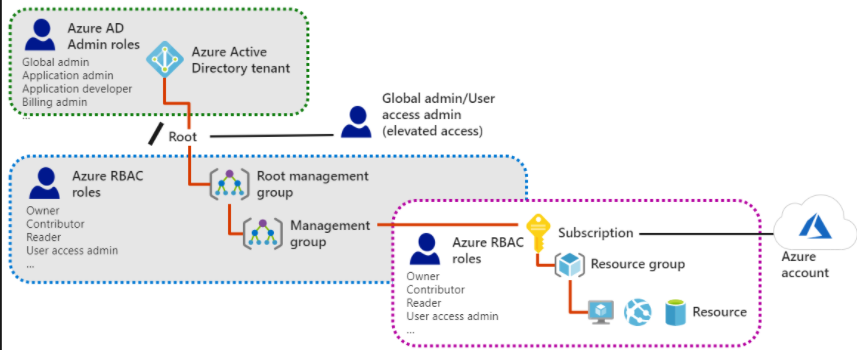 Azure AD
Admin roles
Global admin
Application admin
Application developer
Billing admin
...
Azure Active
Directory tenant
Global admin/User
access admin
(elevated access)
/ Root
Azure RBAC
roles
Owner
Contributor
Reader
User access admin
...
Root management
group
Management
group
Azure RBAC
roles
Owner
Contributor
Reader
User access admin
...
Subscription
Resource group
Resource
Azure
account